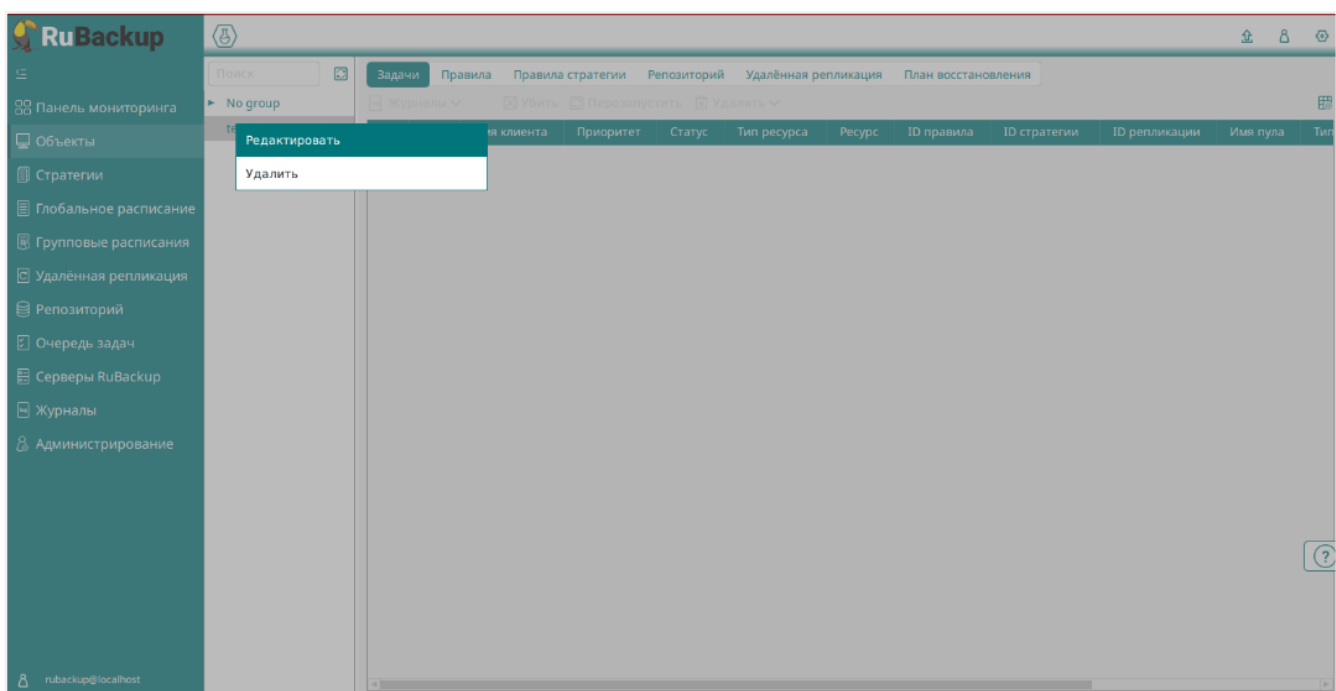 RuBackup
Поиск
Задачи Правила Правила стратегии Репозиторий Удалённая репликация План восстановления
Панель мониторинга
No group
Журналы Убить Перезапустить Удалить
Объекты
Редактировать
клиента Приоритет Статус Тип ресурса Ресурс ID правила ID стратегии ID репликации Имя пула Тип
Стратегии
Удалить
Глобальное расписание
Групповые расписания
Удалённая репликация
Репозиторий
Очередь задач
Серверы RuBackup
Журналы
Администрирование
?
rubackup@localhost